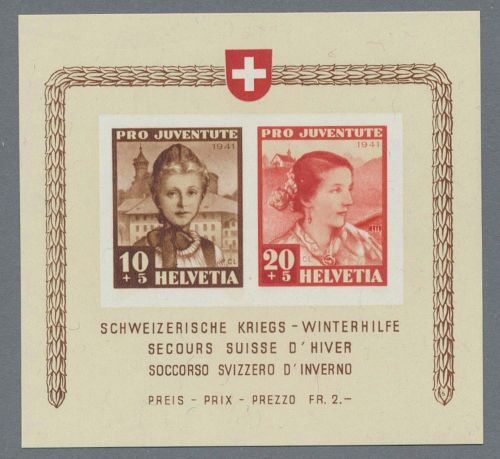 PRO JUVENTUTE
1941
10
+ 5
HELVETIA
PRO JUVENTUTE
1941
CL
20
+ 5
HELVETIA
SCHWEIZERISCHE KRIEGS - WINTERHILFE
SECOURS SUISSE D' HIVER
SOCCORSO SVIZZERO D' INVERNO
PREIS - PRIX - PREZZO FR. 2.-